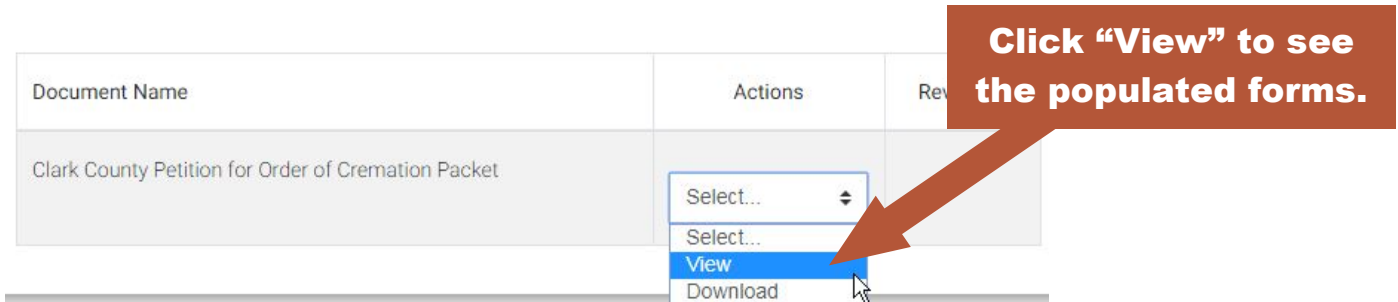 Click “View” to see
the populated forms.
Document Name
Actions
Clark County Petition for Order of Cremation Packet
Select...
Select...
View
Download